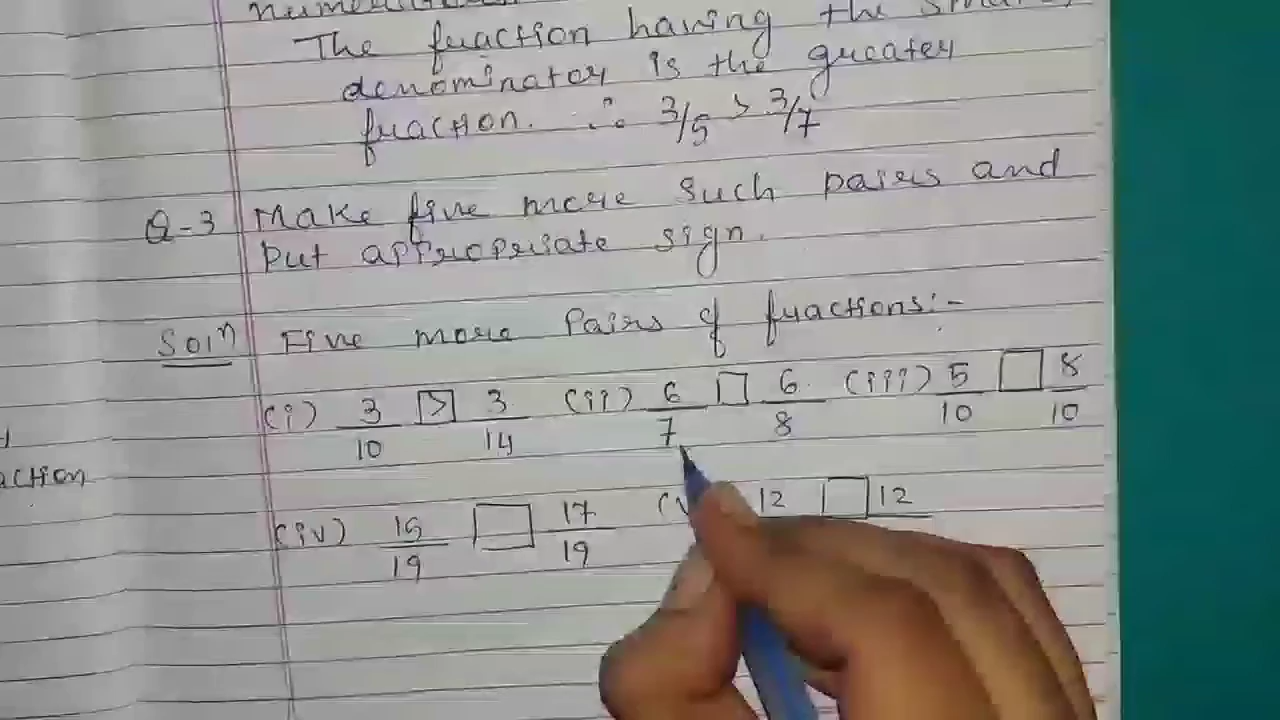 The fraction having the
denominator is the greater
fraction. ∴ 3/5 > 3/7
Q-3 Make five more such pairs and
Put appropriate sign.
Solⁿ Five more Pairs of fractions:-
(i) 3/10 [>] 3/14 (ii) 6/7 □ 6/8 (iii) 5/10 □ 8/10
action
(iv) 15/19 □ 17/19 12 □ 12